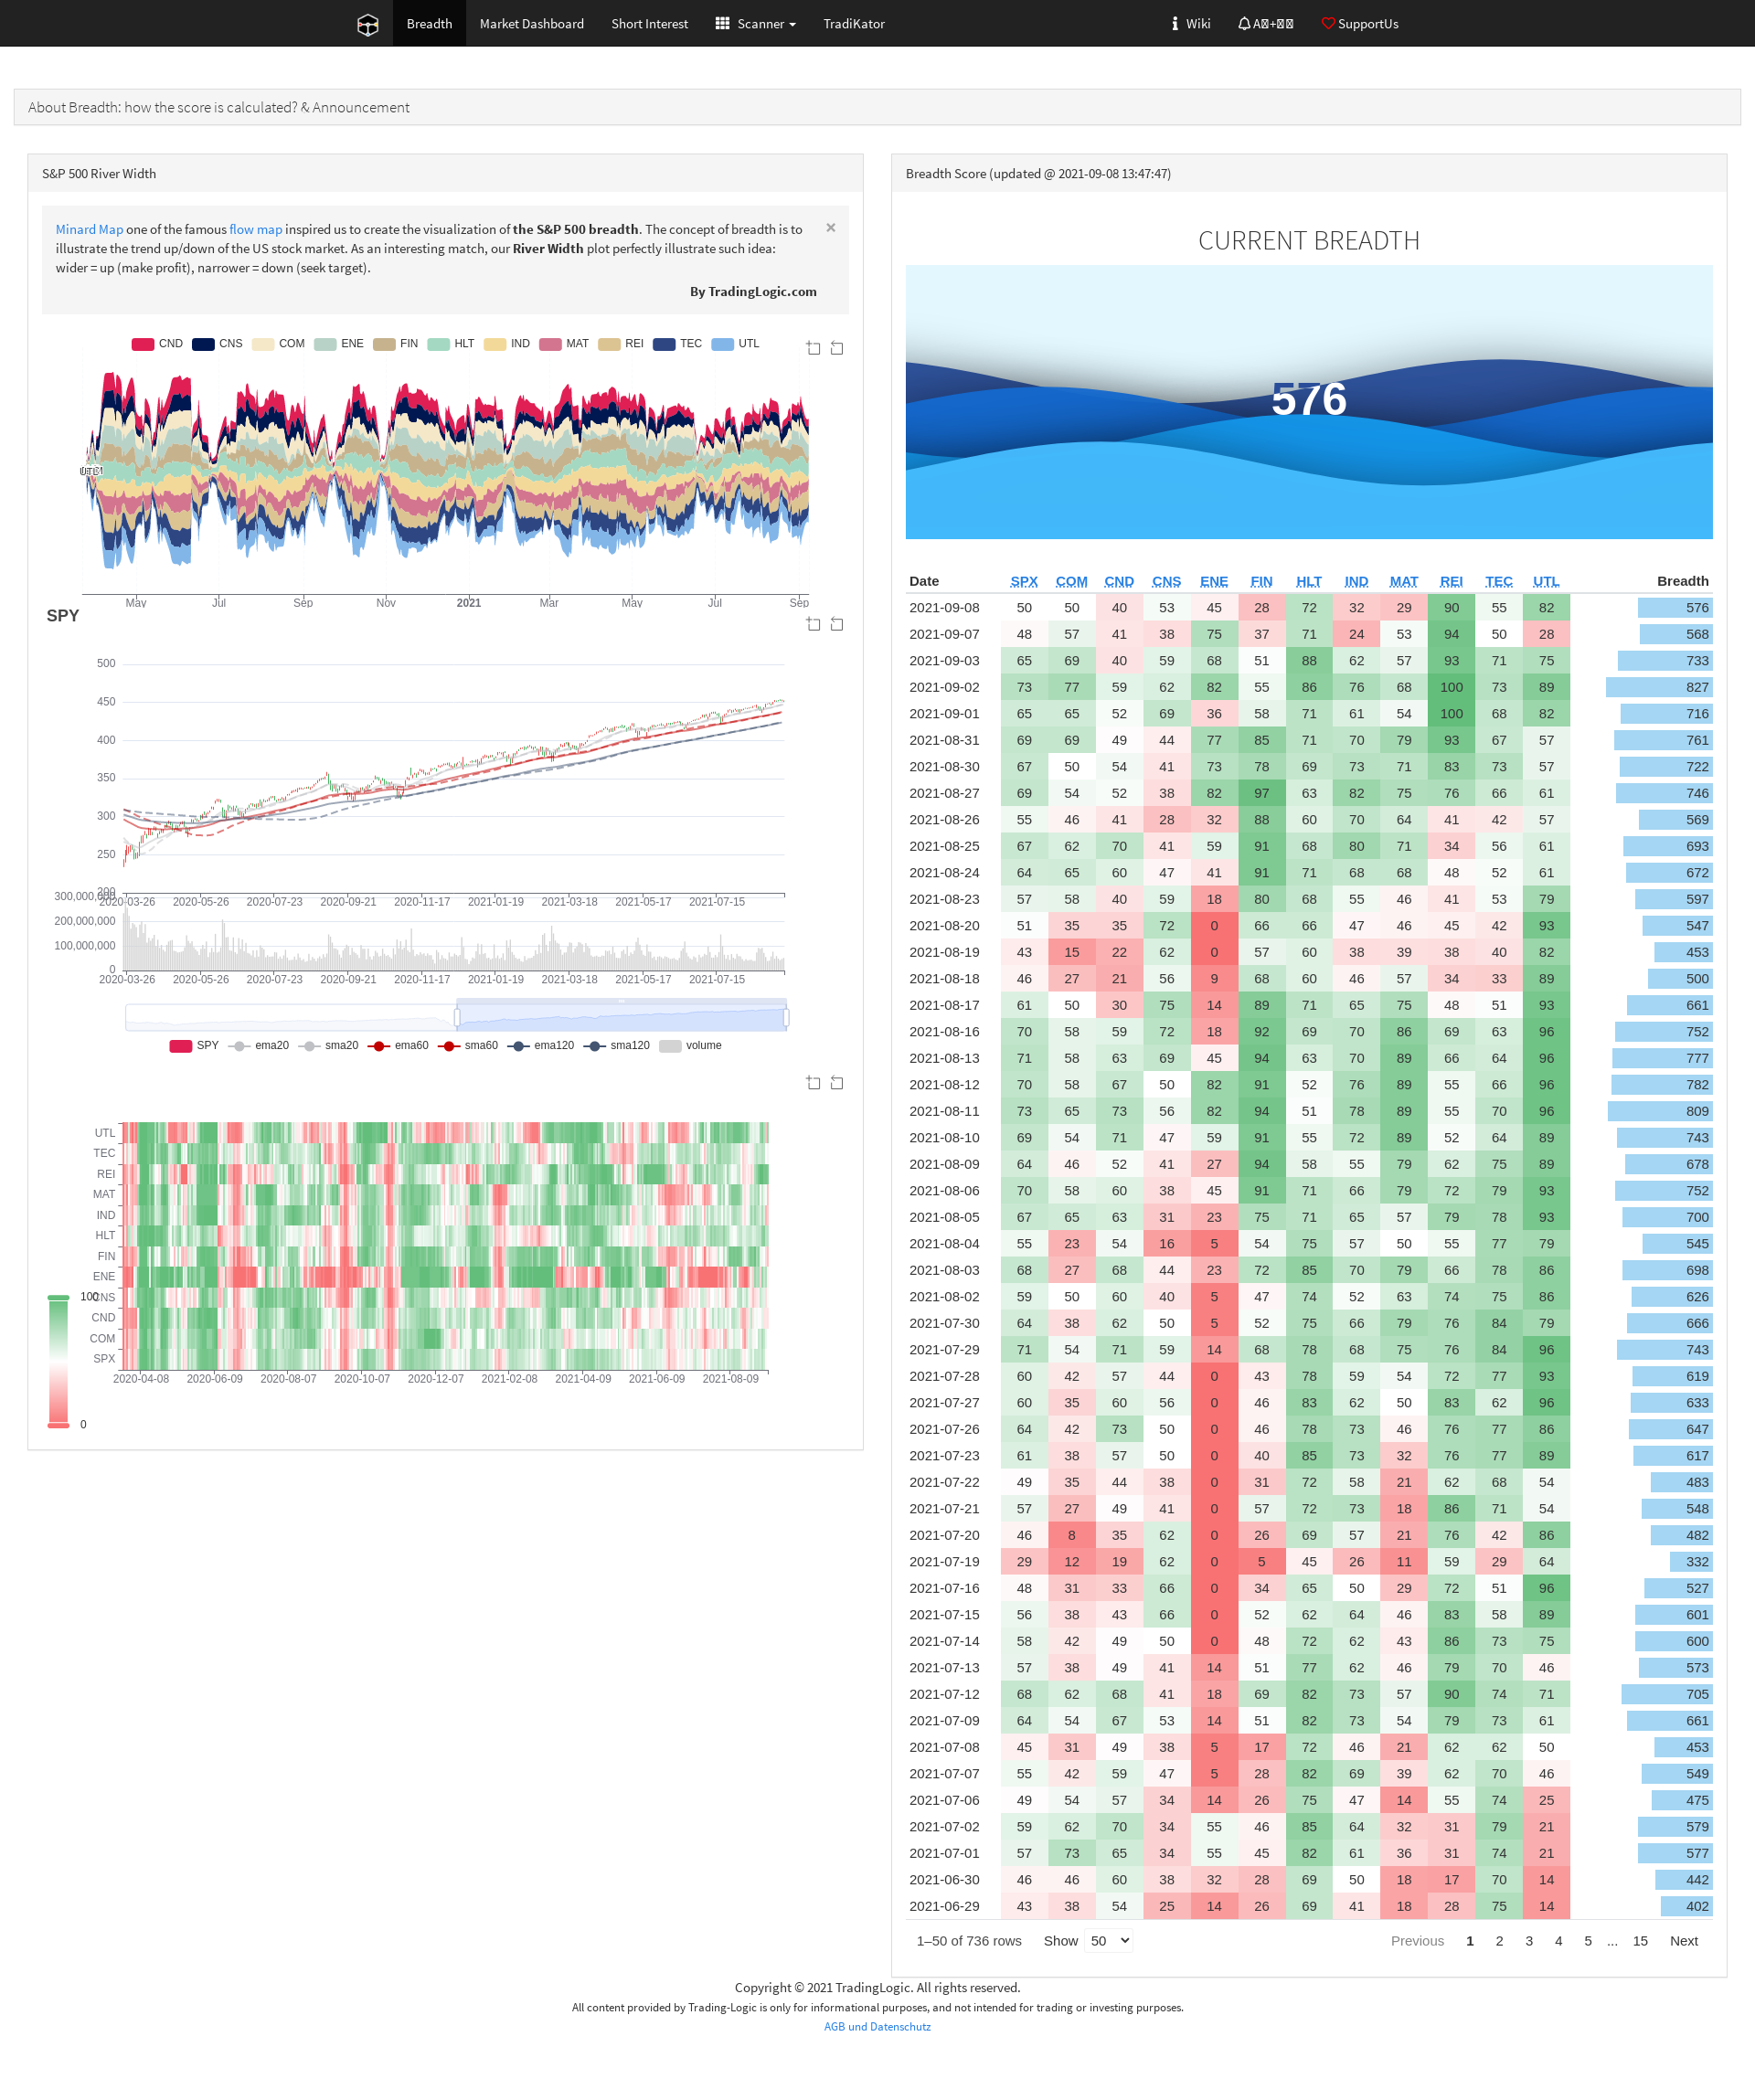 Breadth Market Dashboard Short Interest Scanner TradiKator Wiki SupportUs
About Breadth: how the score is calculated? & Announcement
S&P 500 River Width
Minard Map one of the famous flow map inspired us to create the visualization of the S&P 500 breadth. The concept of breadth is to
illustrate the trend up/down of the US stock market. As an interesting match, our River Width plot perfectly illustrate such idea:
wider = up (make profit), narrower = down (seek target).
×
By TradingLogic.com
CND CNS COM ENE FIN HLT IND MAT REI TEC UTL
May Jul Sep Nov 2021 Mar May Jul Sep
SPY
500
450
400
350
300
250
200
2020-03-26 2020-05-26 2020-07-23 2020-09-21 2020-11-17 2021-01-19 2021-03-18 2021-05-17 2021-07-15
300,000,000
200,000,000
100,000,000
0
2020-03-26 2020-05-26 2020-07-23 2020-09-21 2020-11-17 2021-01-19 2021-03-18 2021-05-17 2021-07-15
SPY ema20 sma20 ema60 sma60 ema120 sma120 volume
UTL
TEC
REI
MAT
IND
HLT
FIN
ENE
CNS
CND
COM
SPX
2020-04-08 2020-06-09 2020-08-07 2020-10-07 2020-12-07 2021-02-08 2021-04-09 2021-06-09 2021-08-09
100
0
Breadth Score (updated @ 2021-09-08 13:47:47)
CURRENT BREADTH
576
Date SPX COM CND CNS ENE FIN HLT IND MAT REI TEC UTL Breadth
2021-09-08 50 50 40 53 45 28 72 32 29 90 55 82 576
2021-09-07 48 57 41 38 75 37 71 24 53 94 50 28 568
2021-09-03 65 69 40 59 68 51 88 62 57 93 71 75 733
2021-09-02 73 77 59 62 82 55 86 76 68 100 73 89 827
2021-09-01 65 65 52 69 36 58 71 61 54 100 68 82 716
2021-08-31 69 69 49 44 77 85 71 70 79 93 67 57 761
2021-08-30 67 50 54 41 73 78 69 73 71 83 73 57 722
2021-08-27 69 54 52 38 82 97 63 82 75 76 66 61 746
2021-08-26 55 46 41 28 32 88 60 70 64 41 42 57 569
2021-08-25 67 62 70 41 59 91 68 80 71 34 56 61 693
2021-08-24 64 65 60 47 41 91 71 68 68 48 52 61 672
2021-08-23 57 58 40 59 18 80 68 55 46 41 53 79 597
2021-08-20 51 35 35 72 0 66 66 47 46 45 42 93 547
2021-08-19 43 15 22 62 0 57 60 38 39 38 40 82 453
2021-08-18 46 27 21 56 9 68 60 46 57 34 33 89 500
2021-08-17 61 50 30 75 14 89 71 65 75 48 51 93 661
2021-08-16 70 58 59 72 18 92 69 70 86 69 63 96 752
2021-08-13 71 58 63 69 45 94 63 70 89 66 64 96 777
2021-08-12 70 58 67 50 82 91 52 76 89 55 66 96 782
2021-08-11 73 65 73 56 82 94 51 78 89 55 70 96 809
2021-08-10 69 54 71 47 59 91 55 72 89 52 64 89 743
2021-08-09 64 46 52 41 27 94 58 55 79 62 75 89 678
2021-08-06 70 58 60 38 45 91 71 66 79 72 79 93 752
2021-08-05 67 65 63 31 23 75 71 65 57 79 78 93 700
2021-08-04 55 23 54 16 5 54 75 57 50 55 77 79 545
2021-08-03 68 27 68 44 23 72 85 70 79 66 78 86 698
2021-08-02 59 50 60 40 5 47 74 52 63 74 75 86 626
2021-07-30 64 38 62 50 5 52 75 66 79 76 84 79 666
2021-07-29 71 54 71 59 14 68 78 68 75 76 84 96 743
2021-07-28 60 42 57 44 0 43 78 59 54 72 77 93 619
2021-07-27 60 35 60 56 0 46 83 62 50 83 62 96 633
2021-07-26 64 42 73 50 0 46 78 73 46 76 77 86 647
2021-07-23 61 38 57 50 0 40 85 73 32 76 77 89 617
2021-07-22 49 35 44 38 0 31 72 58 21 62 68 54 483
2021-07-21 57 27 49 41 0 57 72 73 18 86 71 54 548
2021-07-20 46 8 35 62 0 26 69 57 21 76 42 86 482
2021-07-19 29 12 19 62 0 5 45 26 11 59 29 64 332
2021-07-16 48 31 33 66 0 34 65 50 29 72 51 96 527
2021-07-15 56 38 43 66 0 52 62 64 46 83 58 89 601
2021-07-14 58 42 49 50 0 48 72 62 43 86 73 75 600
2021-07-13 57 38 49 41 14 51 77 62 46 79 70 46 573
2021-07-12 68 62 68 41 18 69 82 73 57 90 74 71 705
2021-07-09 64 54 67 53 14 51 82 73 54 79 73 61 661
2021-07-08 45 31 49 38 5 17 72 46 21 62 62 50 453
2021-07-07 55 42 59 47 5 28 82 69 39 62 70 46 549
2021-07-06 49 54 57 34 14 26 75 47 14 55 74 25 475
2021-07-02 59 62 70 34 55 46 85 64 32 31 79 21 579
2021-07-01 57 73 65 34 55 45 82 61 36 31 74 21 577
2021-06-30 46 46 60 38 32 28 69 50 18 17 70 14 442
2021-06-29 43 38 54 25 14 26 69 41 18 28 75 14 402
1–50 of 736 rows Show 50 Previous 1 2 3 4 5 ... 15 Next
Copyright © 2021 TradingLogic. All rights reserved.
All content provided by Trading-Logic is only for informational purposes, and not intended for trading or investing purposes.
AGB und Datenschutz